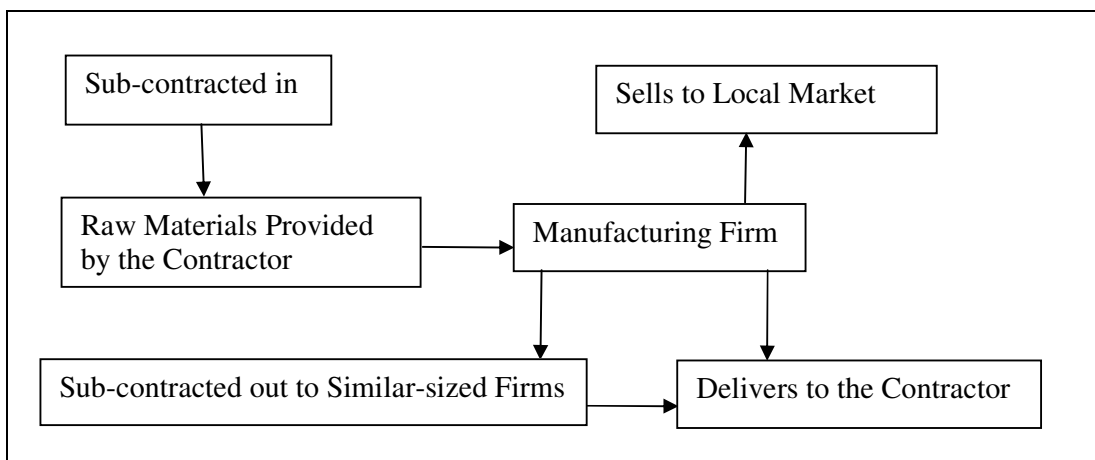 Sub-contracted in
Sells to Local Market
Raw Materials Provided
by the Contractor
Manufacturing Firm
Sub-contracted out to Similar-sized Firms
Delivers to the Contractor